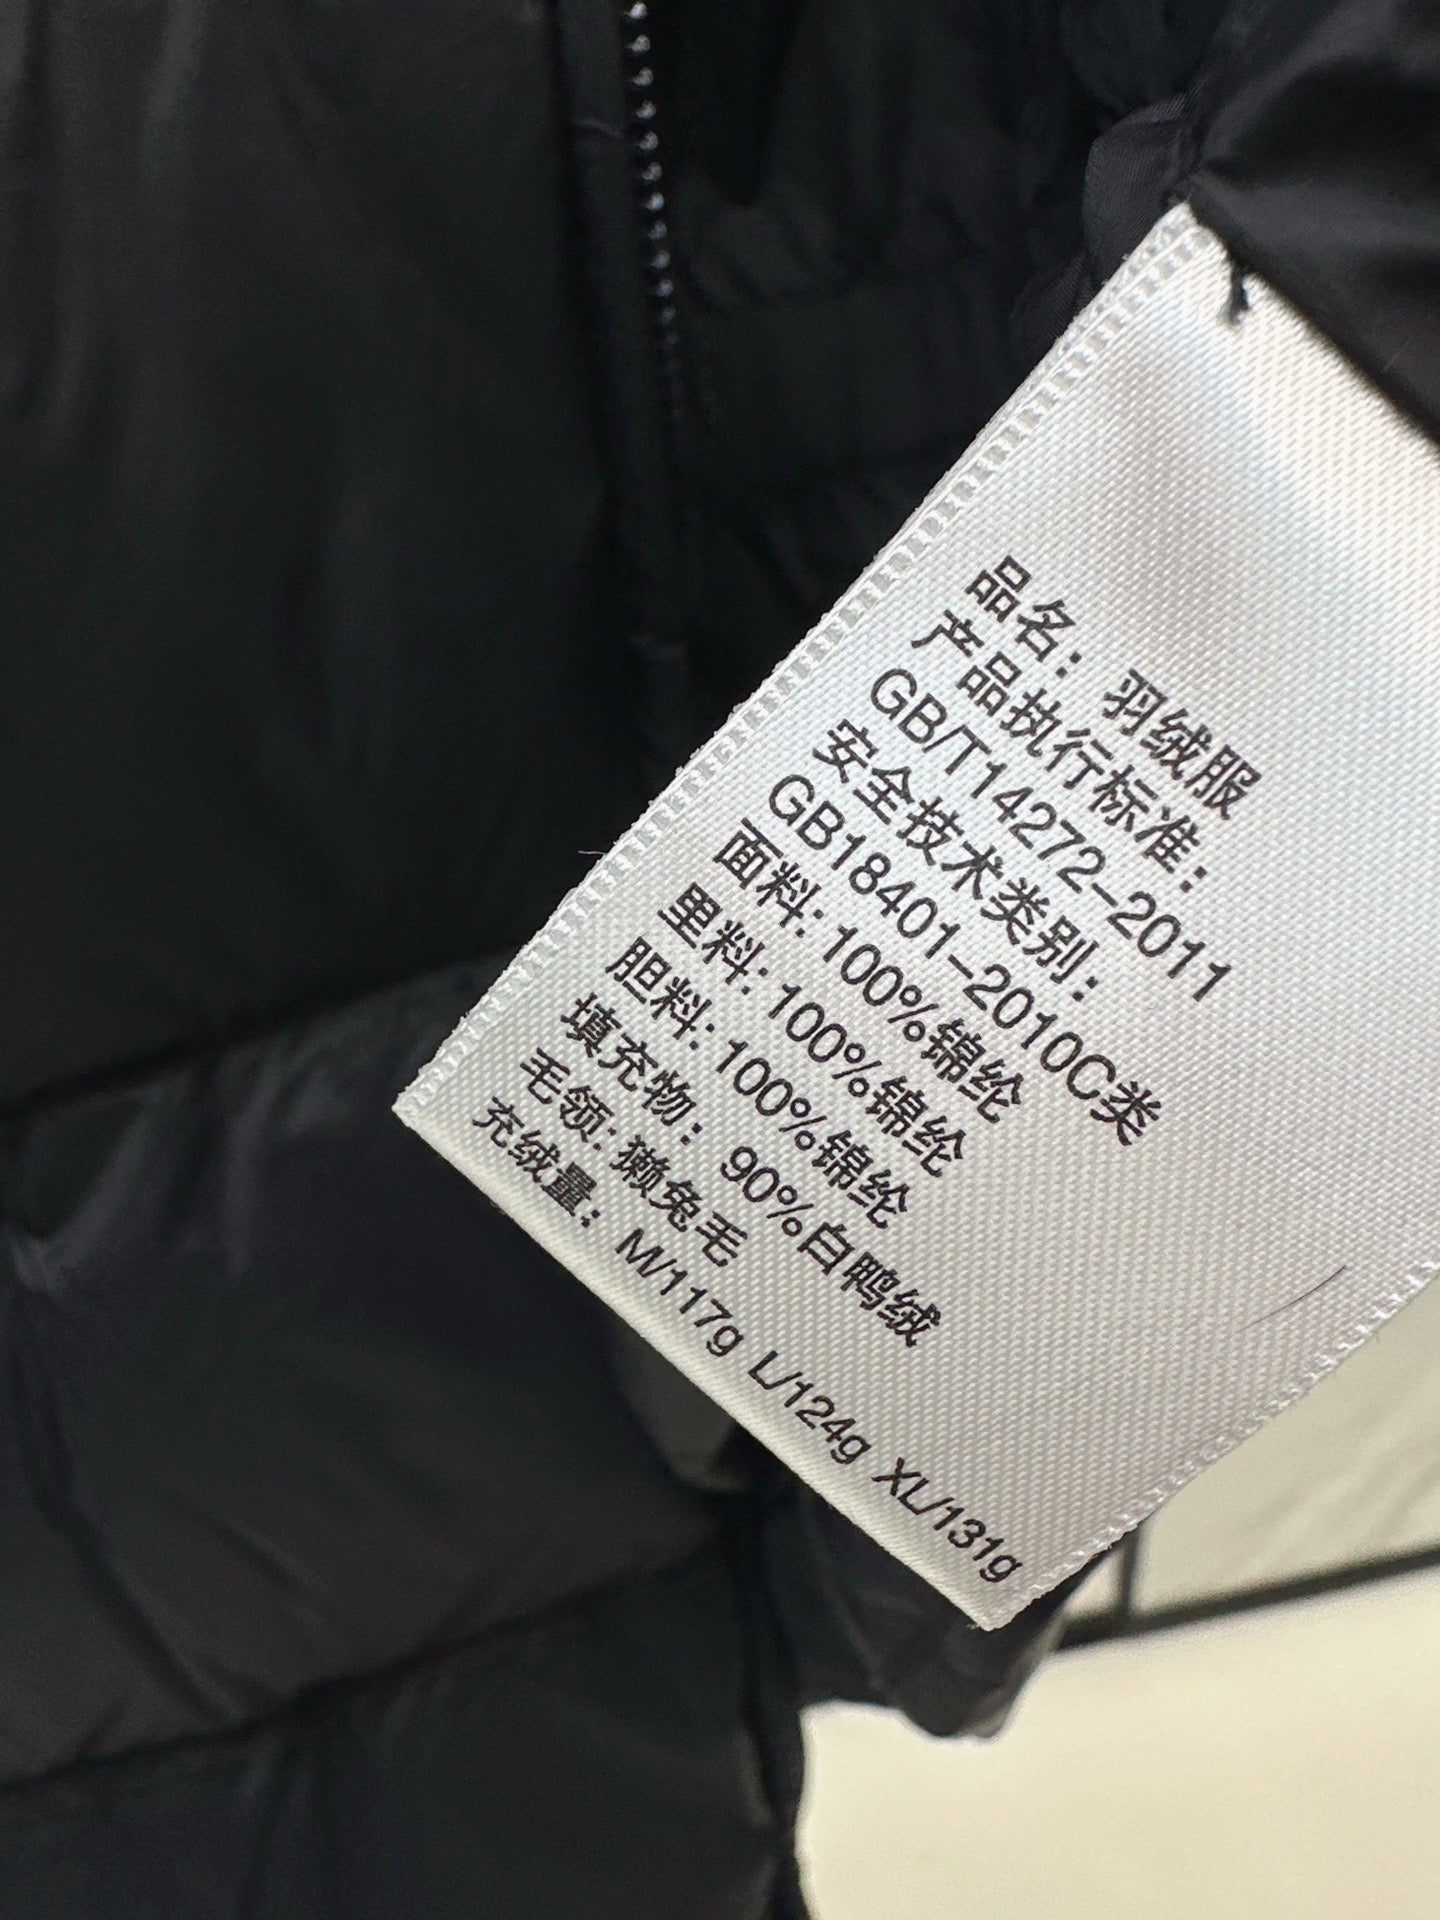 品名：羽绒服
产品执行标准：
GB/T14272-2011
安全技术类别：
GB18401-2010C类
面料：100%锦纶
里料：100%锦纶
胆料：100%锦纶
填充物：90%白鸭绒
毛领：獭兔毛
充绒量：M/117g L/124g XL/131g